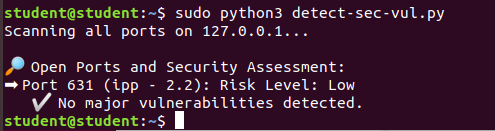 student@student:~$ sudo python3 detect-sec-vul.py
Scanning all ports on 127.0.0.1...
🔎 Open Ports and Security Assessment:
➡ Port 631 (ipp - 2.2): Risk Level: Low
✔ No major vulnerabilities detected.
student@student:~$